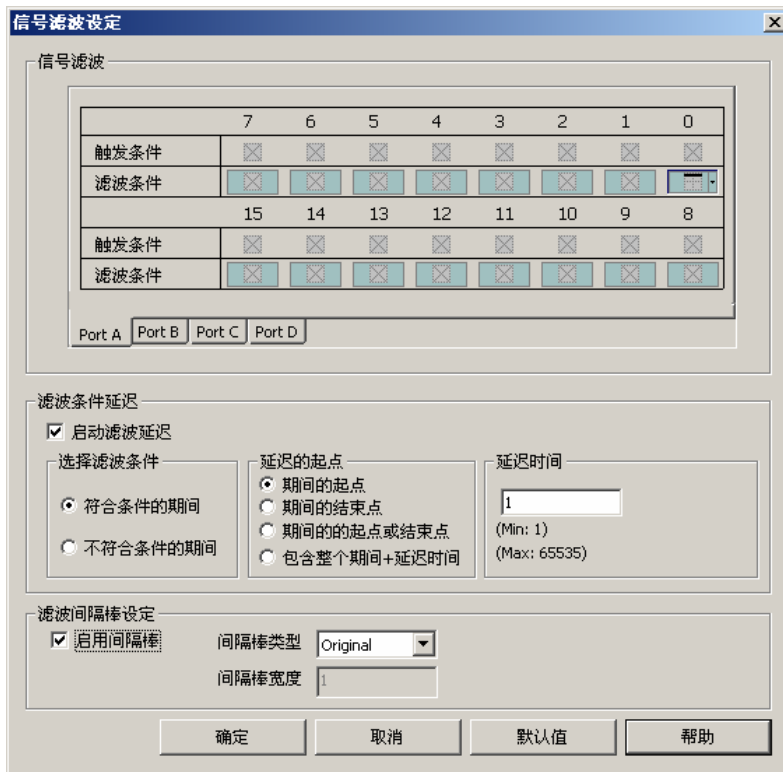 信号滤波设定
信号滤波
7 6 5 4 3 2 1 0
触发条件
滤波条件
15 14 13 12 11 10 9 8
触发条件
滤波条件
Port A Port B Port C Port D
滤波条件延迟
启动滤波延迟
选择滤波条件
符合条件的期间
不符合条件的期间
延迟的起点
期间的起点
期间的结束点
期间的的起点或结束点
包含整个期间+延迟时间
延迟时间
1
(Min: 1)
(Max: 65535)
滤波间隔棒设定
启用间隔棒
间隔棒类型 Original
间隔棒宽度 1
确定 取消 默认值 帮助